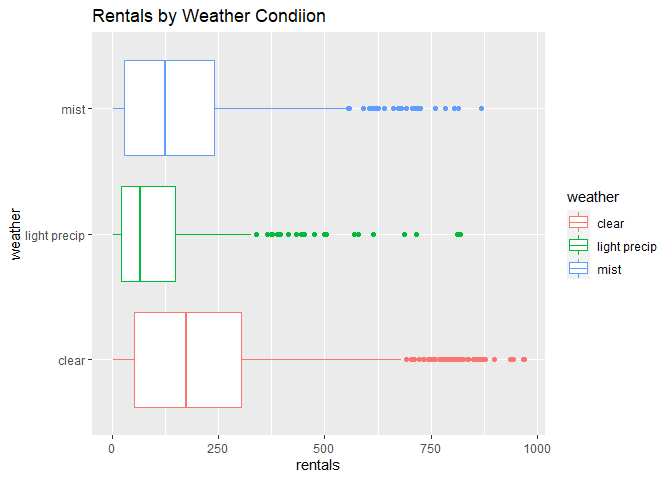 Rentals by Weather Condiion
weather
mist
light precip
clear
0
250
500
750
1000
rentals
weather
clear
light precip
mist